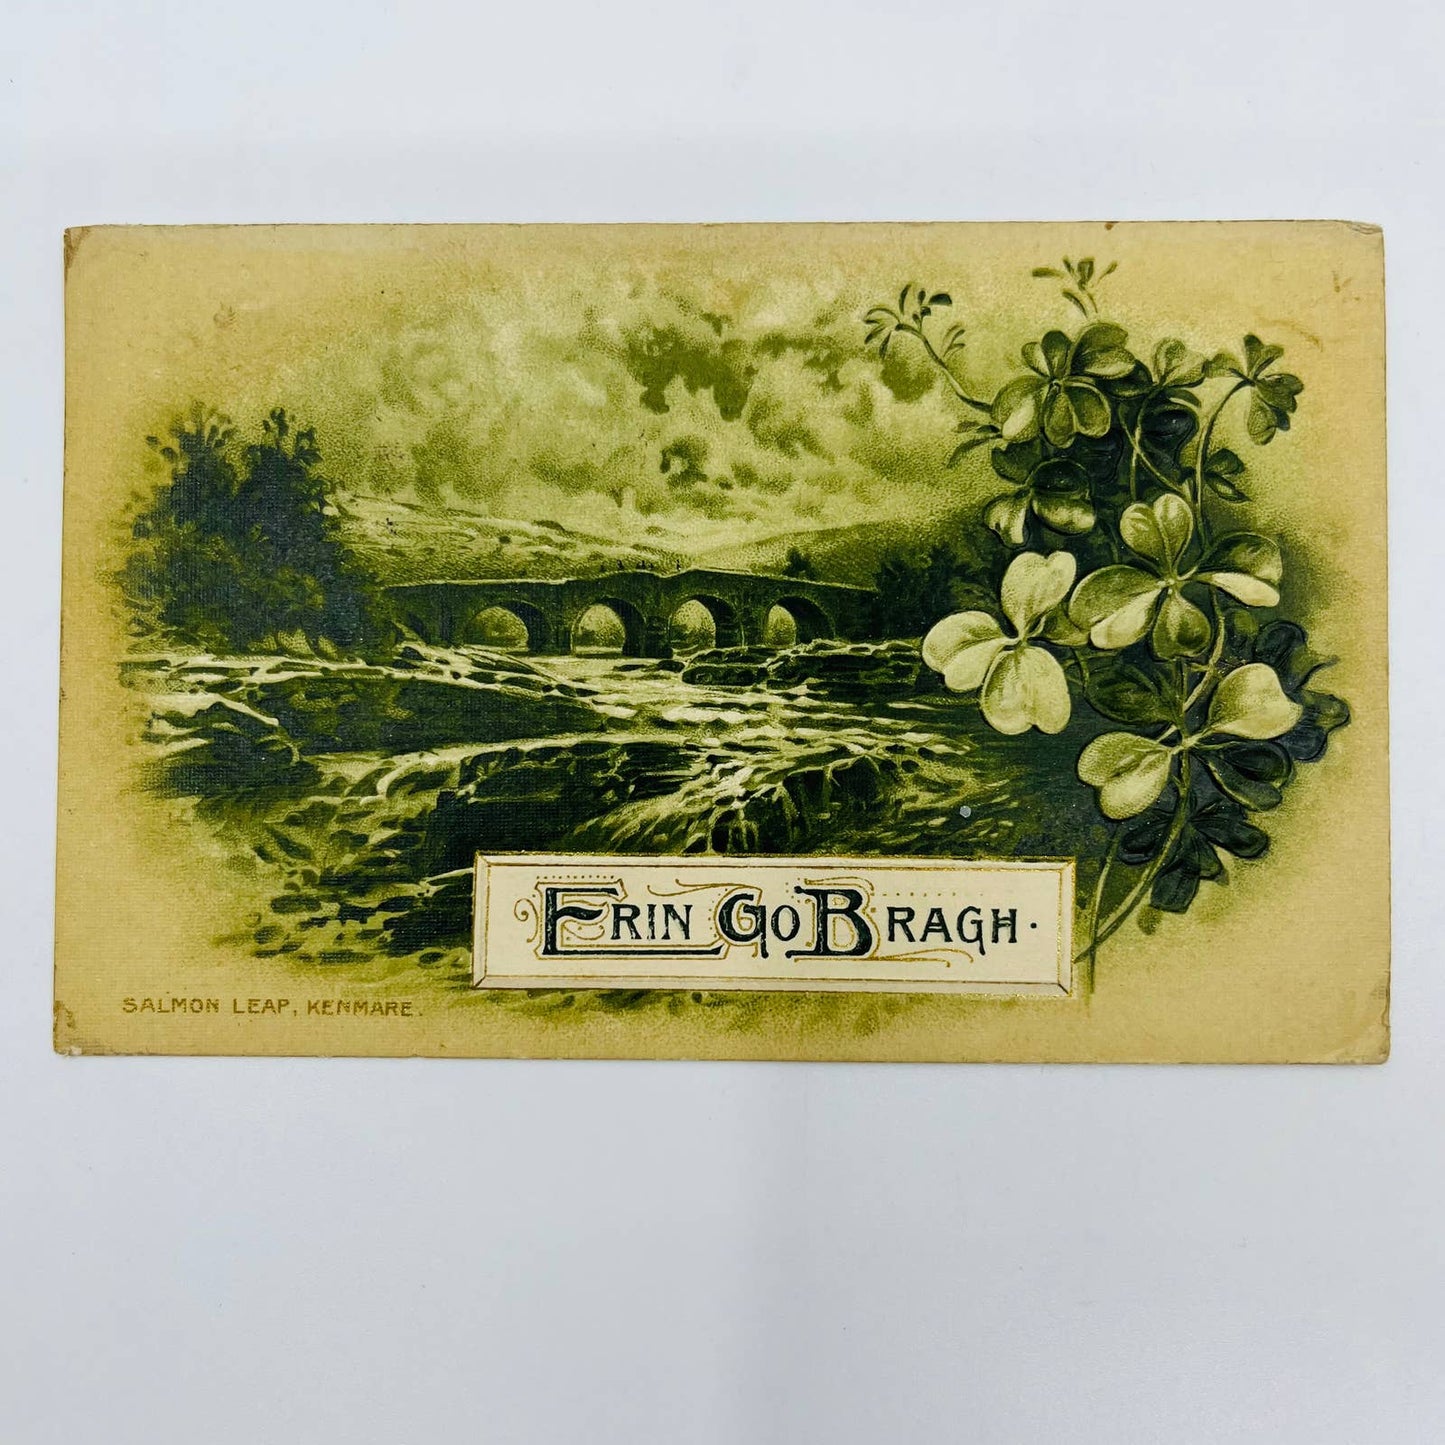 ERIN GO BRAGH.
SALMON LEAP, KENMARE.